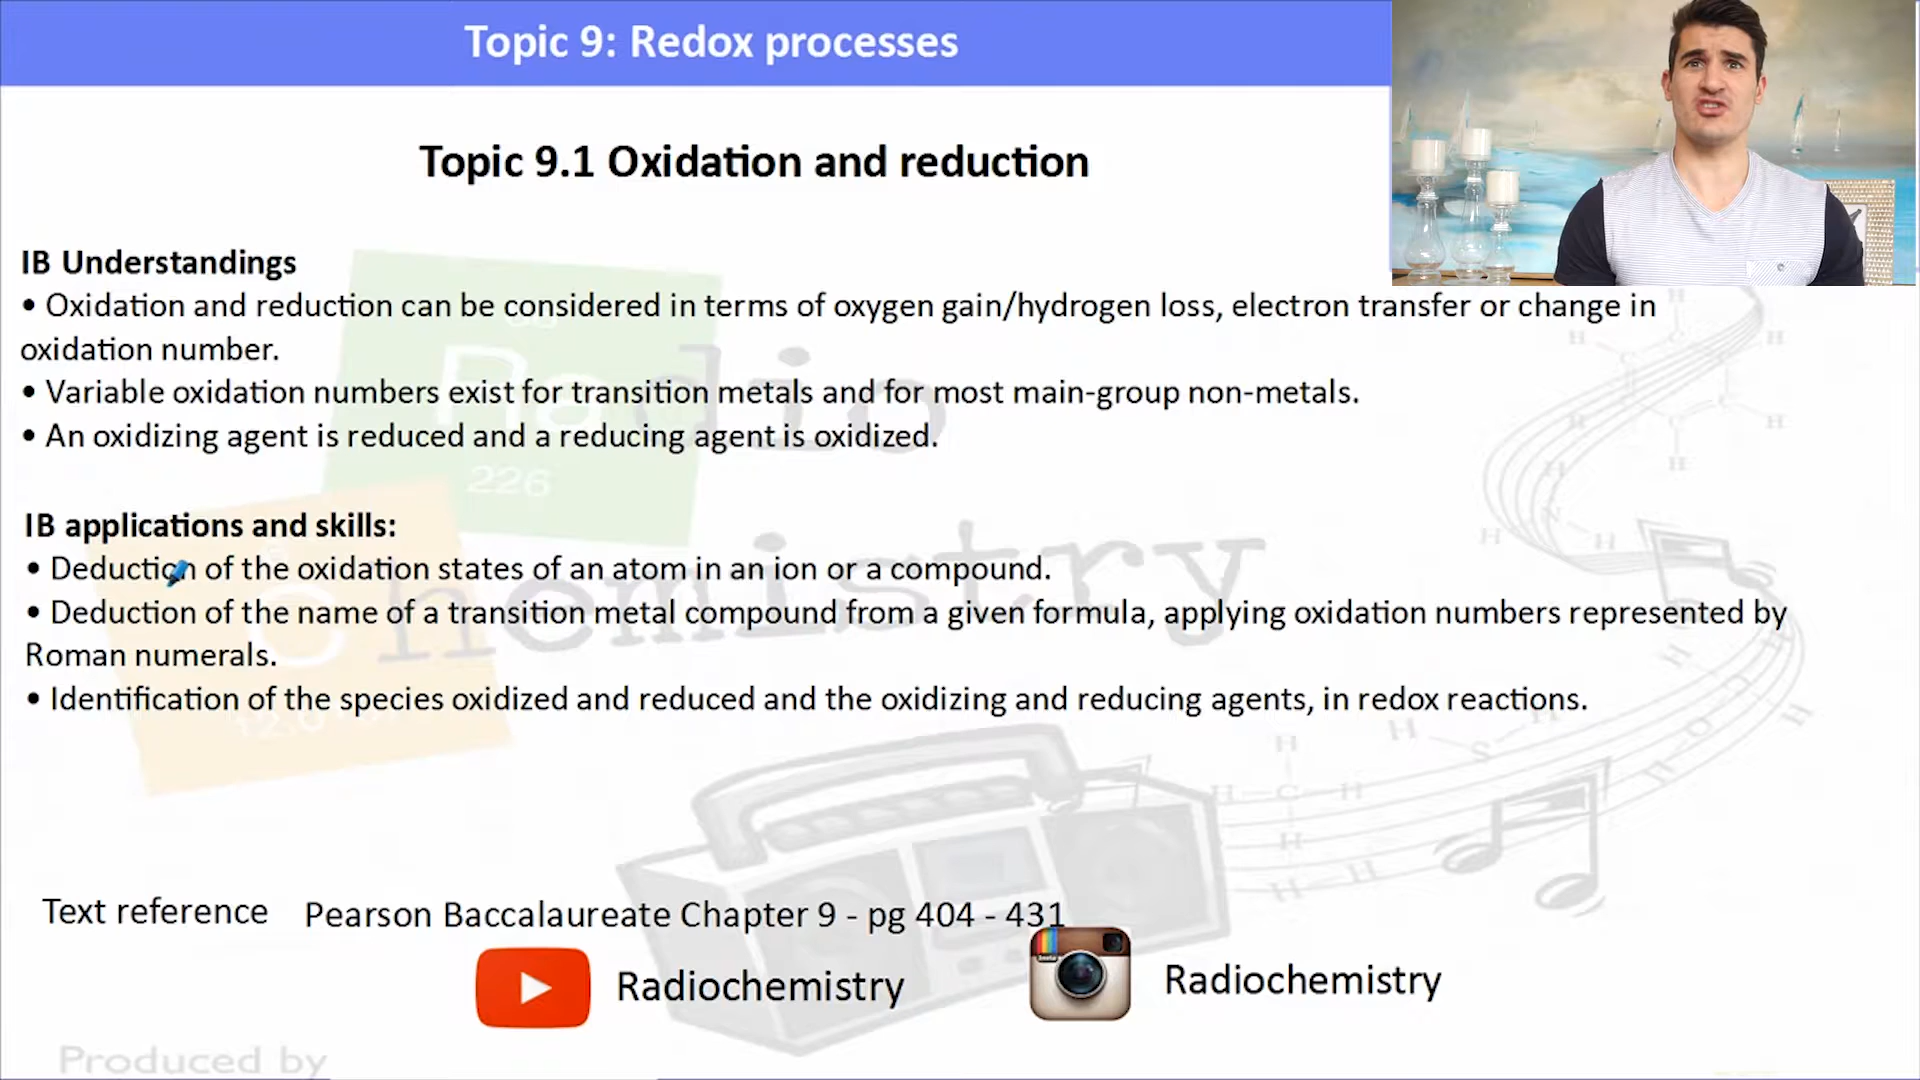 Topic 9: Redox processes
Topic 9.1 Oxidation and reduction
IB Understandings
• Oxidation and reduction can be considered in terms of oxygen gain/hydrogen loss, electron transfer or change in
oxidation number.
• Variable oxidation numbers exist for transition metals and for most main-group non-metals.
• An oxidizing agent is reduced and a reducing agent is oxidized.
226
IB applications and skills:
• Deduction of the oxidation states of an atom in an ion or a compound.
• Deduction of the name of a transition metal compound from a given formula, applying oxidation numbers represented by
Roman numerals.
• Identification of the species oxidized and reduced and the oxidizing and reducing agents, in redox reactions.
Radio
Chemistry
Text reference Pearson Baccalaureate Chapter 9 - pg 404 - 431
Radiochemistry
Radiochemistry
Produced by